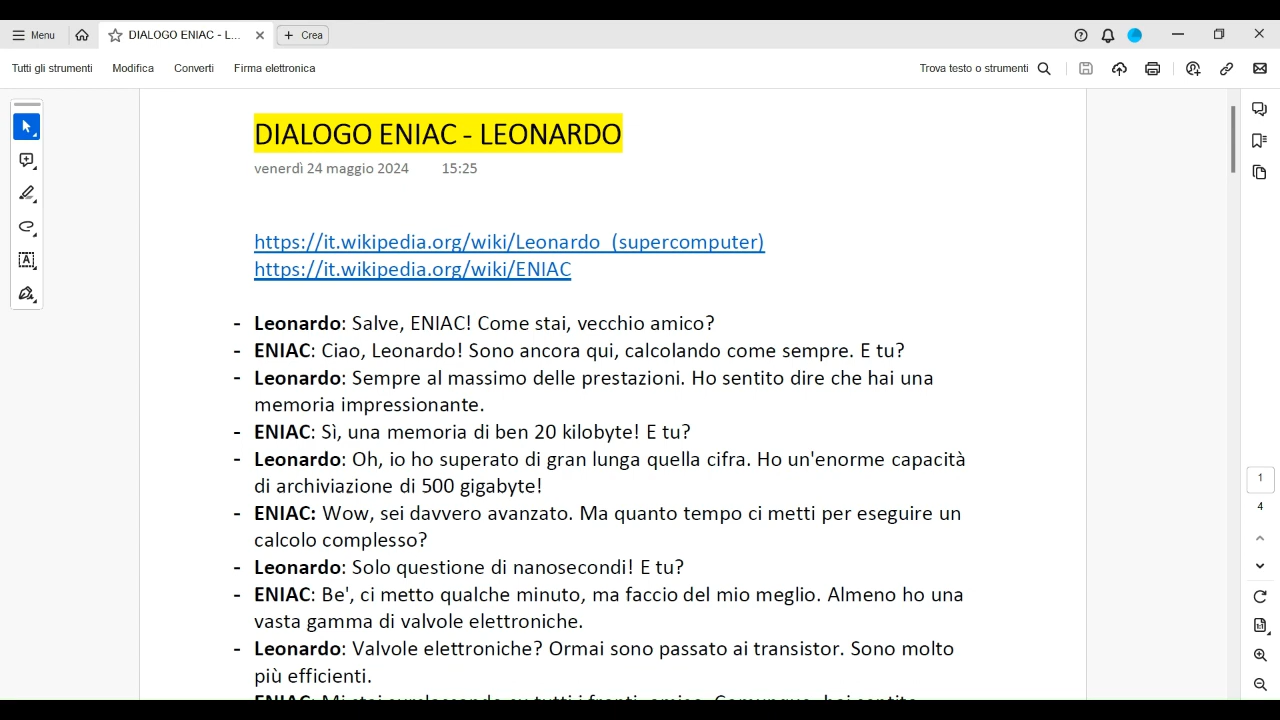 Menu
DIALOGO ENIAC - L...
Crea
Tutti gli strumenti Modifica Converti Firma elettronica
Trova testo o strumenti
DIALOGO ENIAC - LEONARDO
venerdì 24 maggio 2024 15:25
https://it.wikipedia.org/wiki/Leonardo_(supercomputer)
https://it.wikipedia.org/wiki/ENIAC
- Leonardo: Salve, ENIAC! Come stai, vecchio amico?
- ENIAC: Ciao, Leonardo! Sono ancora qui, calcolando come sempre. E tu?
- Leonardo: Sempre al massimo delle prestazioni. Ho sentito dire che hai una
memoria impressionante.
- ENIAC: Sì, una memoria di ben 20 kilobyte! E tu?
- Leonardo: Oh, io ho superato di gran lunga quella cifra. Ho un'enorme capacità
di archiviazione di 500 gigabyte!
- ENIAC: Wow, sei davvero avanzato. Ma quanto tempo ci metti per eseguire un
calcolo complesso?
- Leonardo: Solo questione di nanosecondi! E tu?
- ENIAC: Be', ci metto qualche minuto, ma faccio del mio meglio. Almeno ho una
vasta gamma di valvole elettroniche.
- Leonardo: Valvole elettroniche? Ormai sono passato ai transistor. Sono molto
più efficienti.
1
4